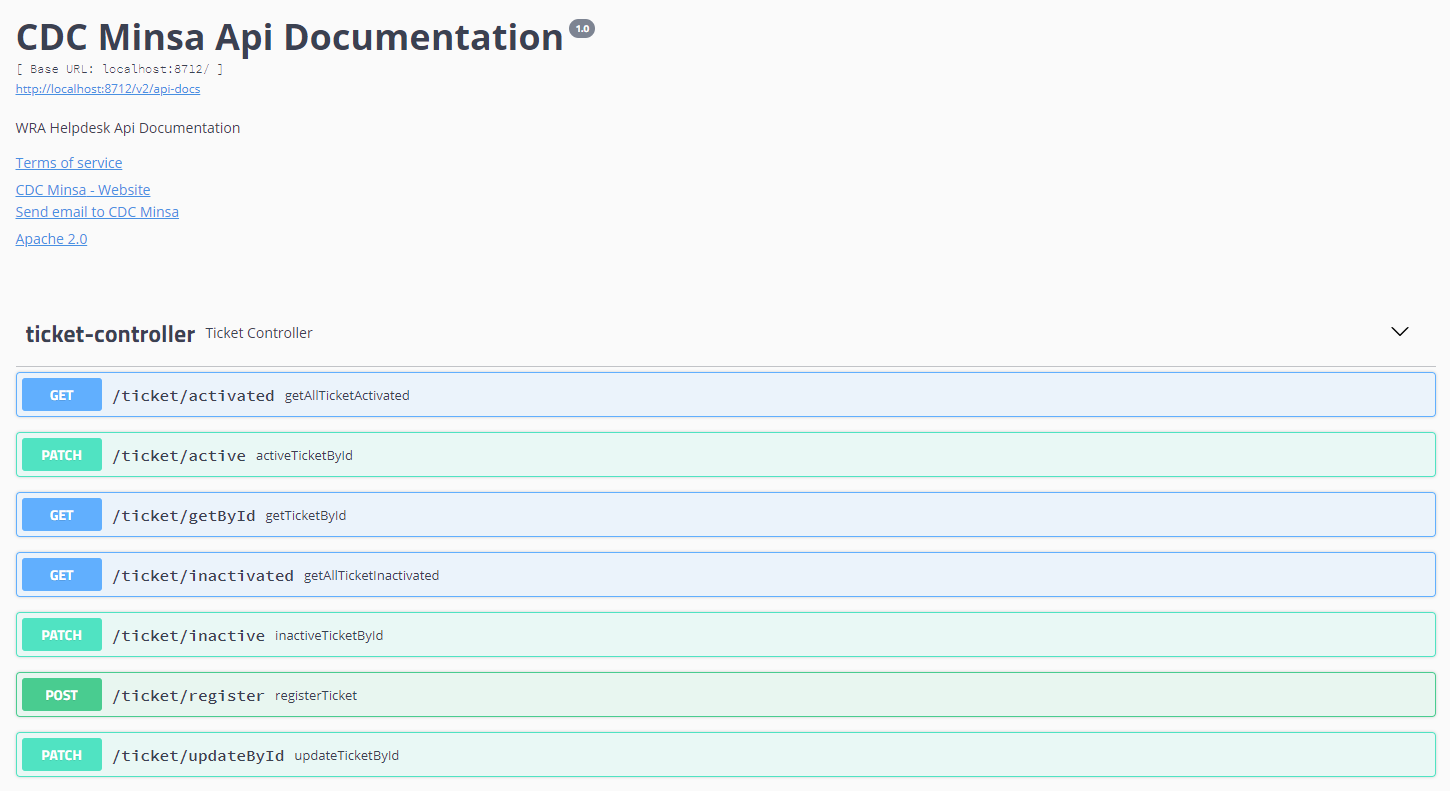 CDC Minsa Api Documentation 1.0
[ Base URL: localhost:8712/ ]
http://localhost:8712/v2/api-docs
WRA Helpdesk Api Documentation
Terms of service
CDC Minsa - Website
Send email to CDC Minsa
Apache 2.0
ticket-controller Ticket Controller
GET /ticket/activated getAllTicketActivated
PATCH /ticket/active activeTicketById
GET /ticket/getById getTicketById
GET /ticket/inactivated getAllTicketInactivated
PATCH /ticket/inactive inactiveTicketById
POST /ticket/register registerTicket
PATCH /ticket/updateById updateTicketById